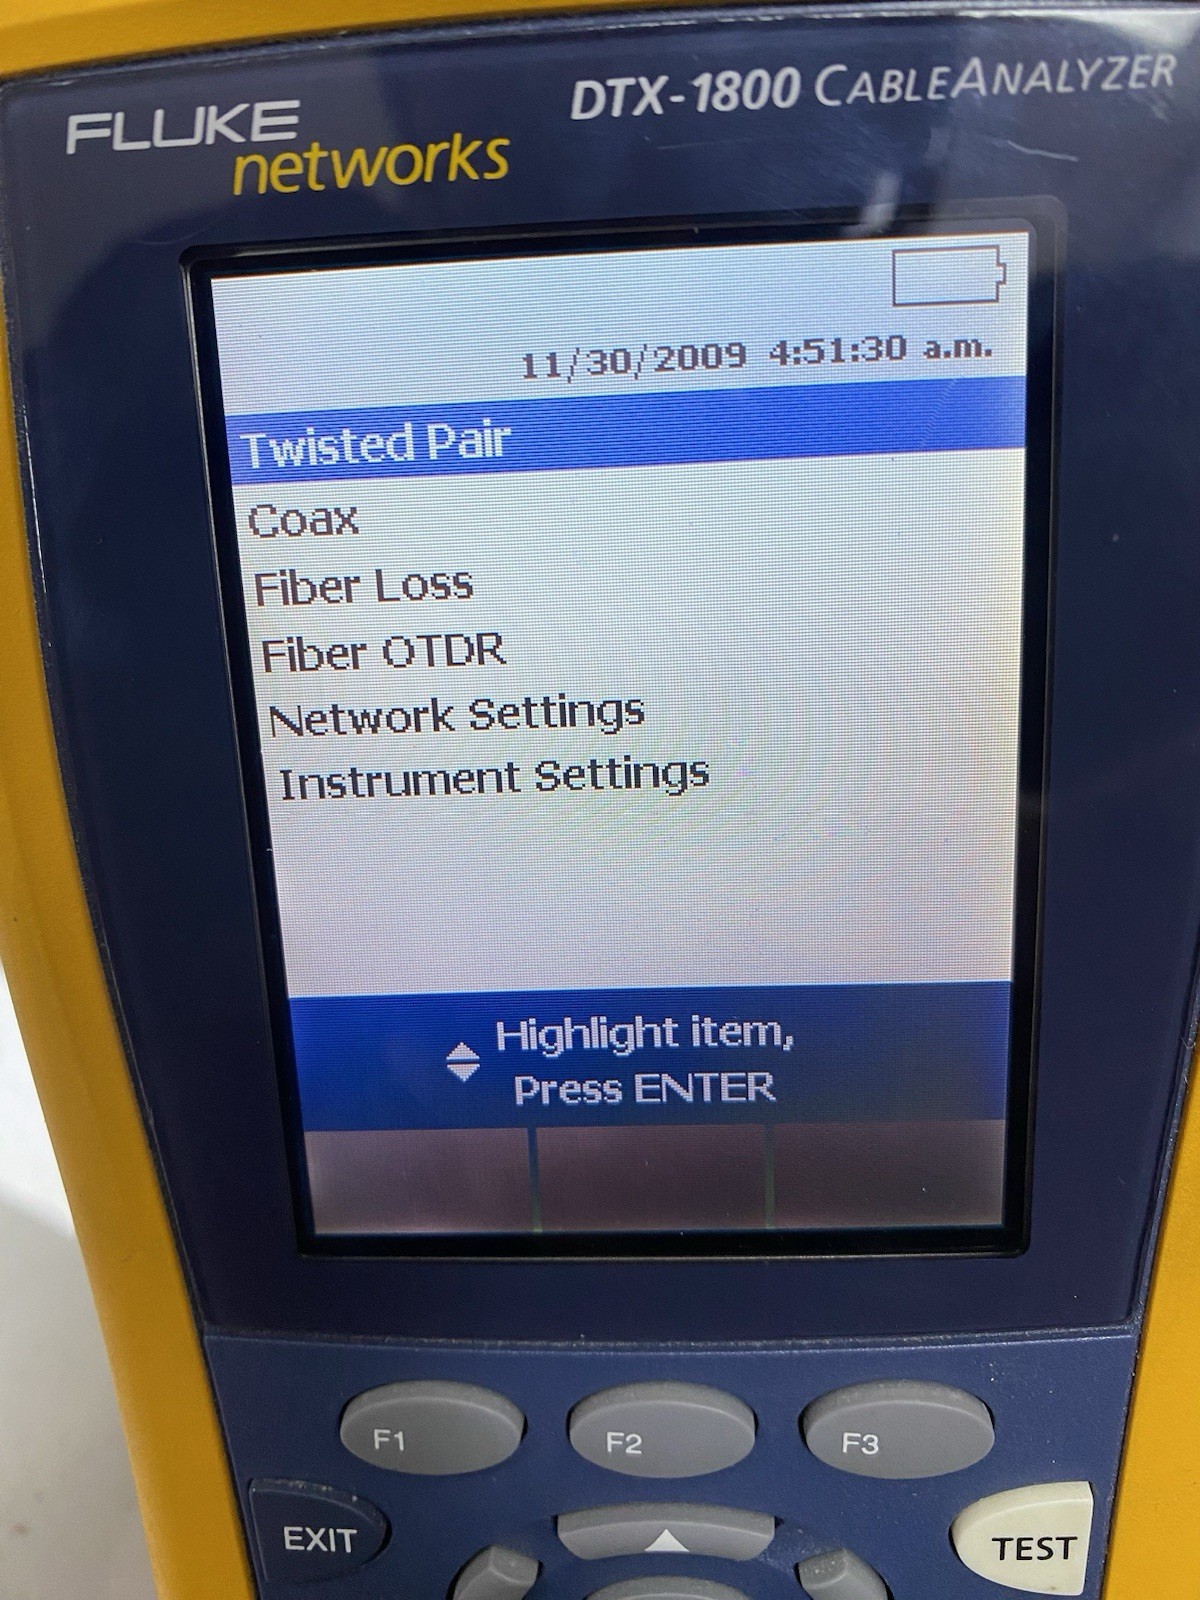 FLUKE
networks
DTX-1800 CABLEANALYZER
11/30/2009 4:51:30 a.m.
Twisted Pair
Coax
Fiber Loss
Fiber OTDR
Network Settings
Instrument Settings
Highlight item,
Press ENTER
F1 F2 F3
EXIT TEST